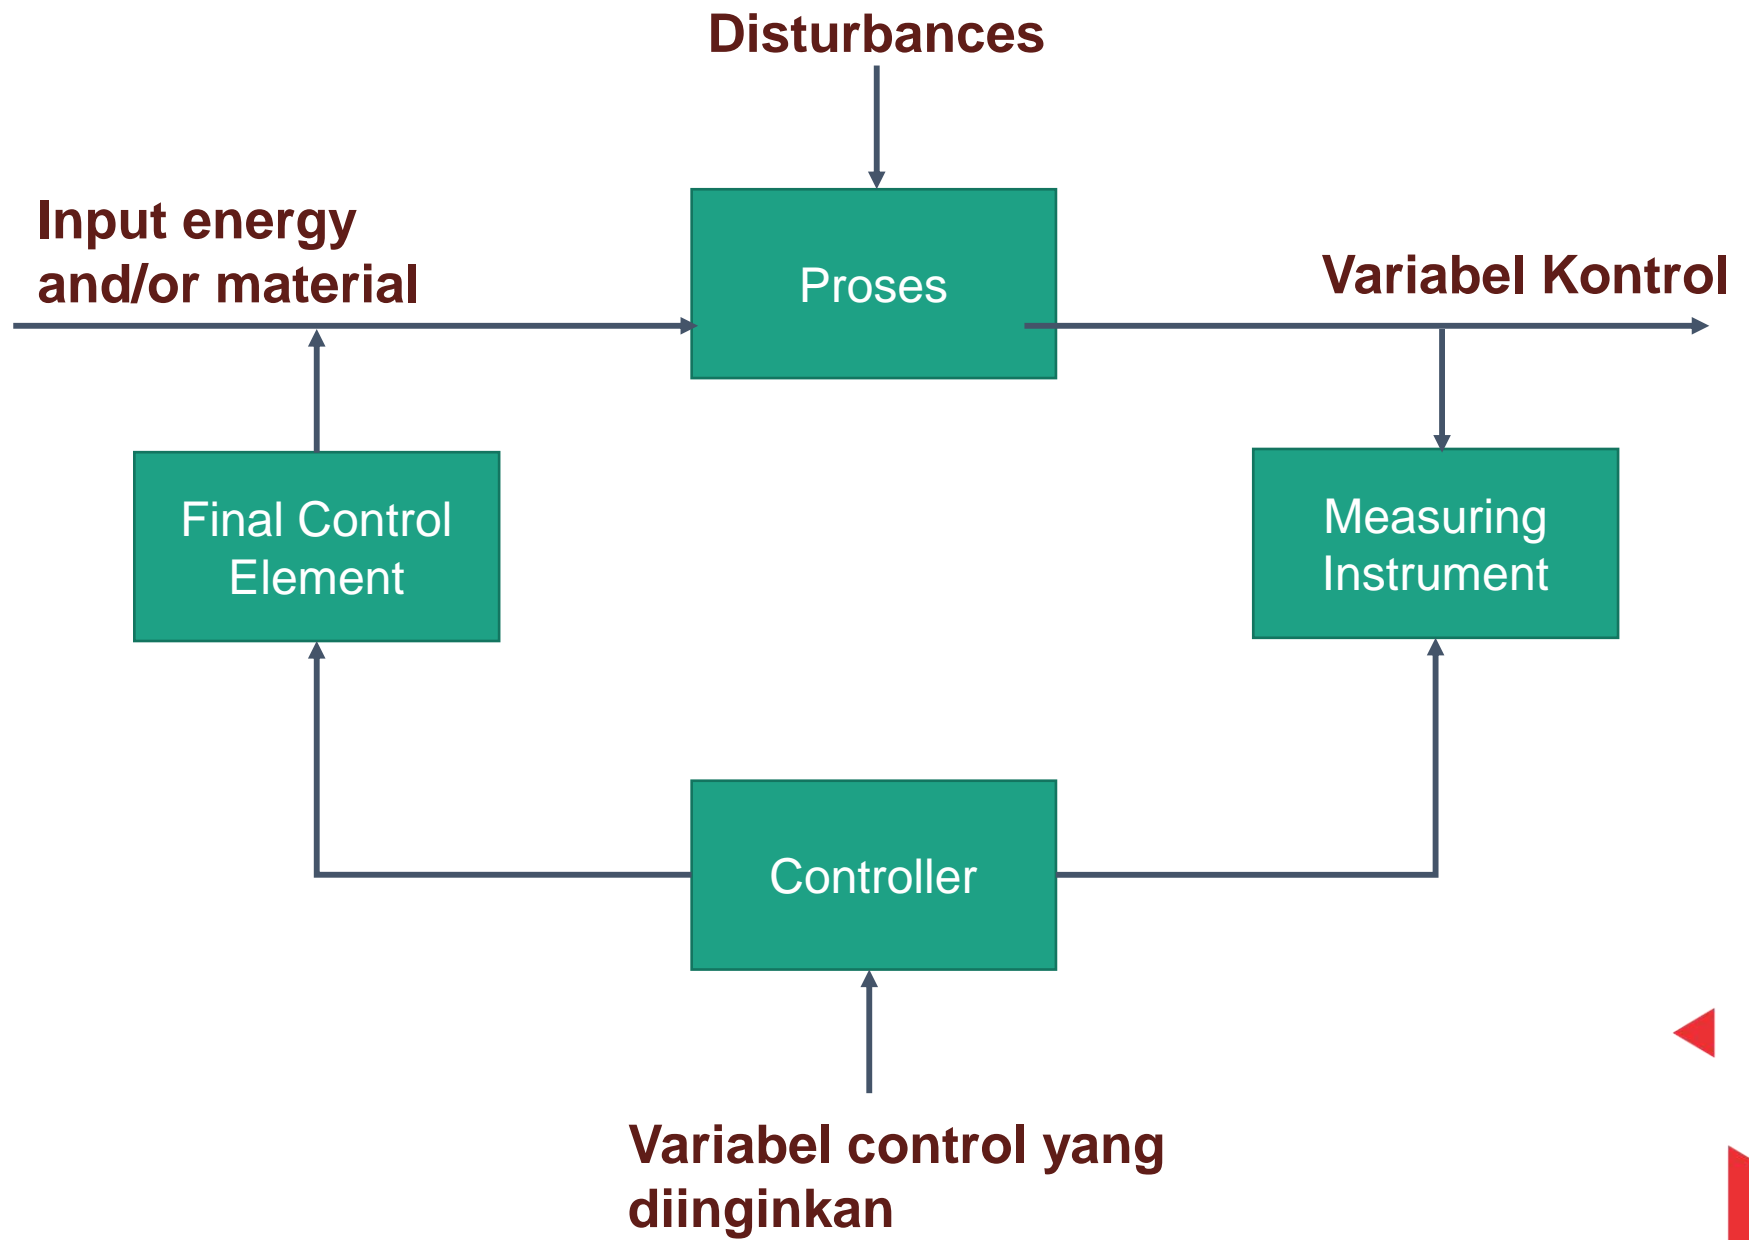 Disturbances
Input energy
and/or material
Proses
Variabel Kontrol
Final Control
Element
Measuring
Instrument
Controller
Variabel control yang
diinginkan